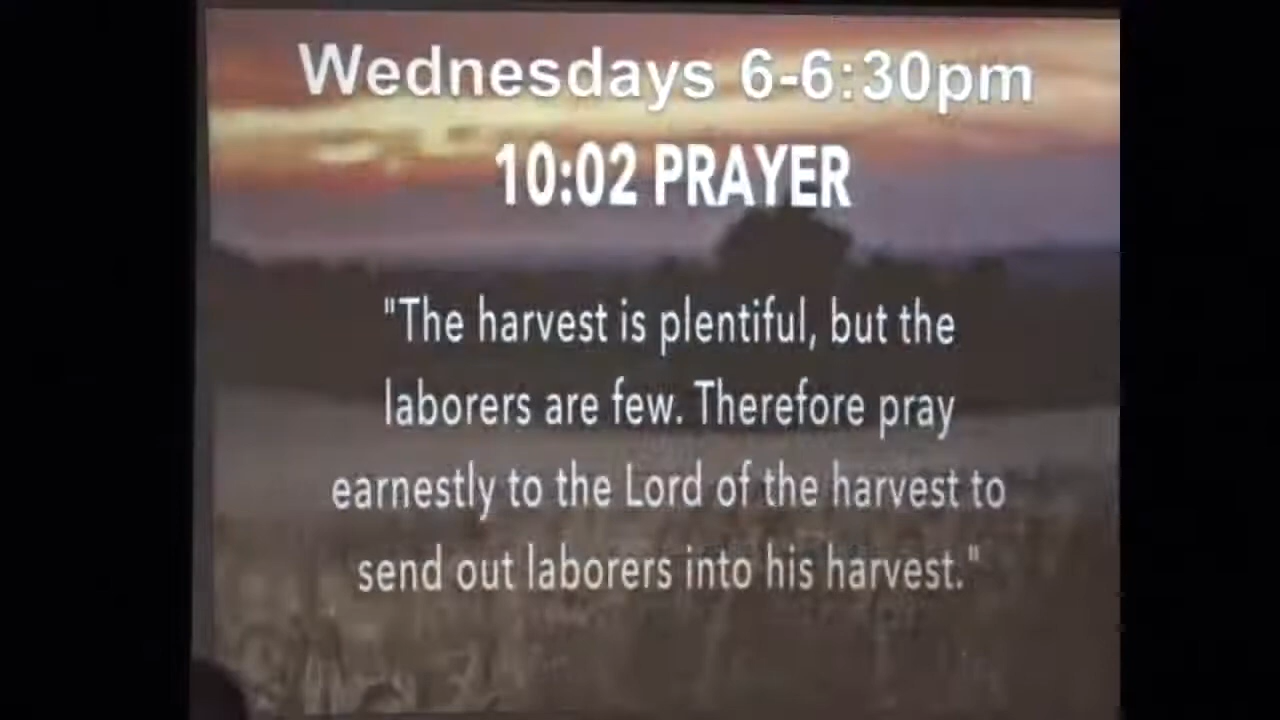 Wednesdays 6-6:30pm
10:02 PRAYER
"The harvest is plentiful, but the
laborers are few. Therefore pray
earnestly to the Lord of the harvest to
send out laborers into his harvest."